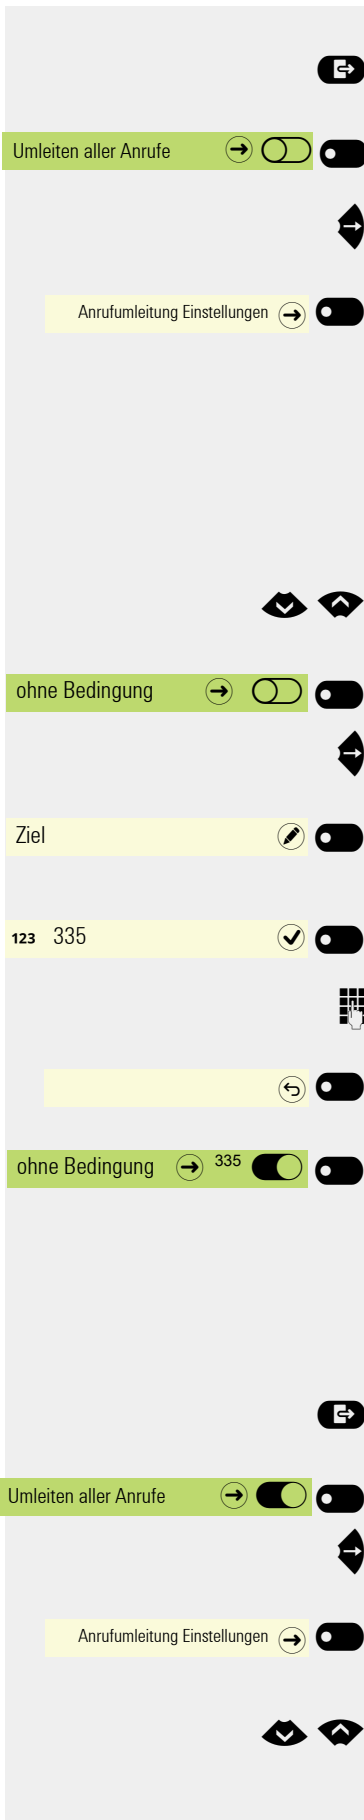 Umleiten aller Anrufe
Anrufumleitung Einstellungen
ohne Bedingung
Ziel
123 335
ohne Bedingung 335
Umleiten aller Anrufe
Anrufumleitung Einstellungen